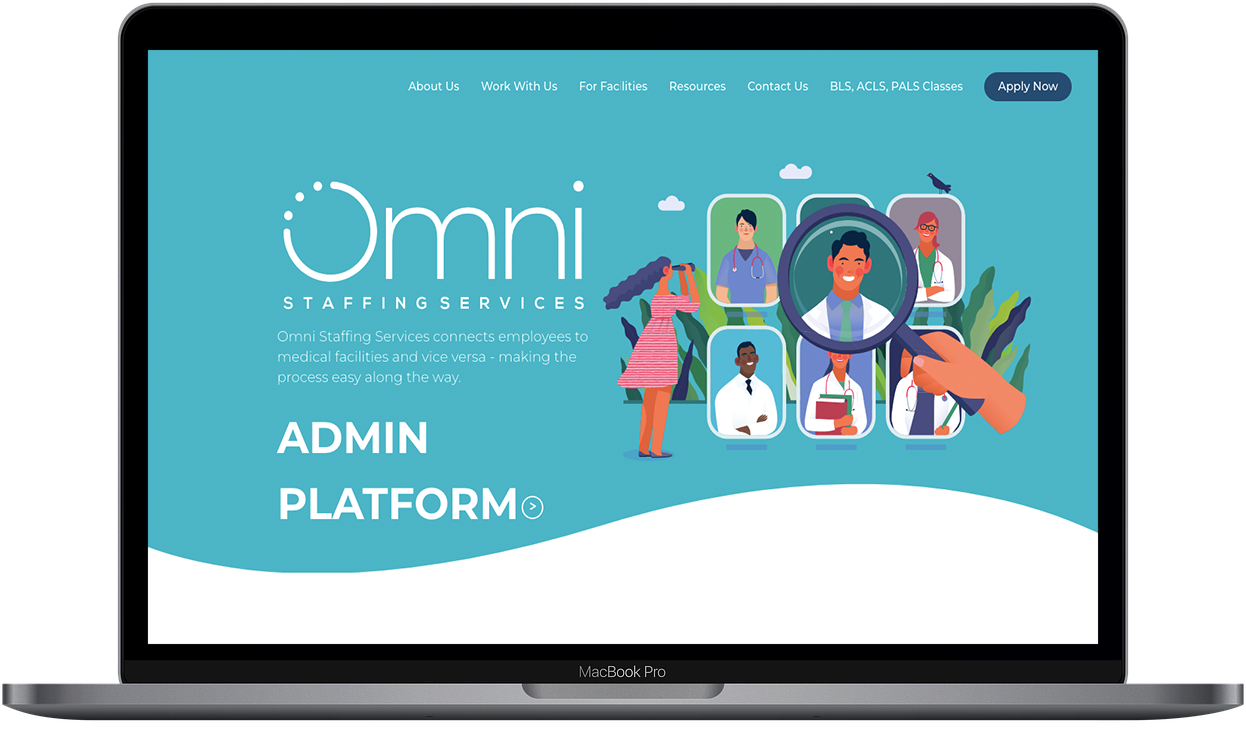 About Us Work With Us For Facilities Resources Contact Us BLS, ACLS, PALS Classes Apply Now
Omni
STAFFING SERVICES
Omni Staffing Services connects employees to
medical facilities and vice versa - making the
process easy along the way.
ADMIN
PLATFORM
MacBook Pro